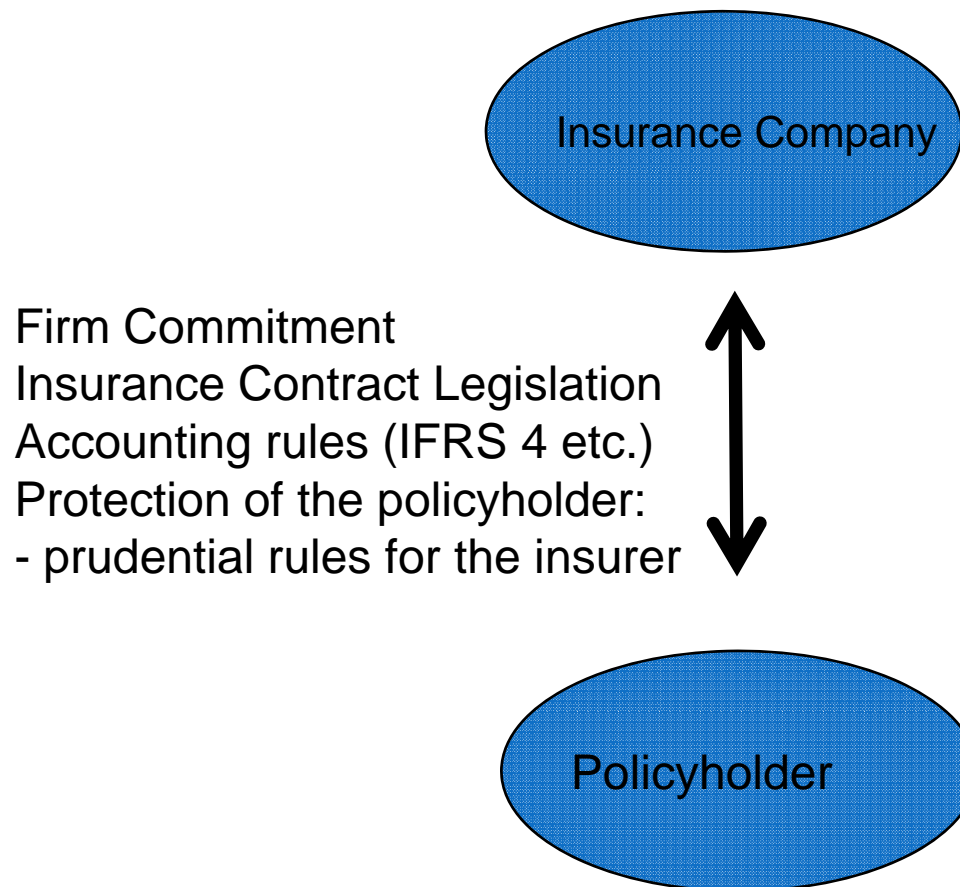 Insurance Company
Firm Commitment
Insurance Contract Legislation
Accounting rules (IFRS 4 etc.)
Protection of the policyholder:
- prudential rules for the insurer
Policyholder